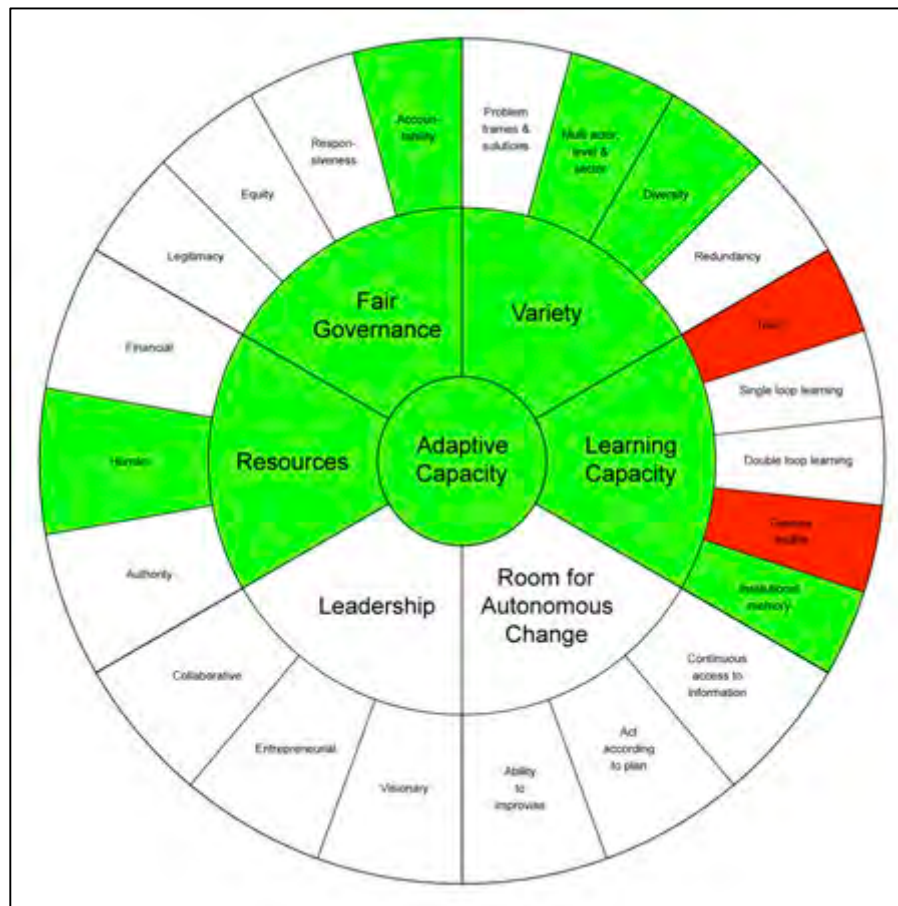 Accoun-
tability
Problem
frames &
solutions
Multi actor,
level &
sector
Diversity
Redundancy
Respon-
siveness
Equity
Legitimacy
Financial
Human
Authority
Fair
Governance
Variety
Resources
Adaptive
Capacity
Learning
Capacity
Leadership
Room for
Autonomous
Change
Single loop learning
Double loop learning
Institutional
memory
Continuous
access to
information
Act
according
to plan
Ability
to
improvise
Visionary
Entrepreneurial
Collaborative